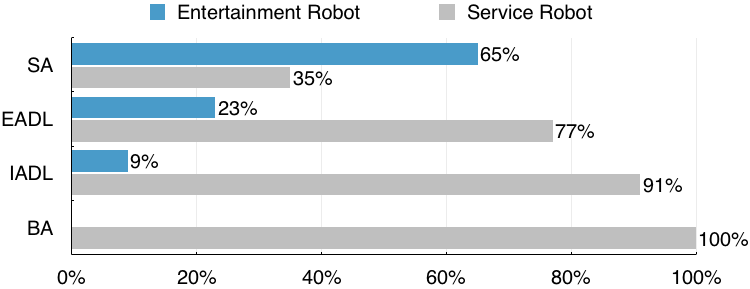 Entertainment Robot Service Robot
SA 65%
35%
EADL 23%
77%
IADL 9%
91%
BA 100%
0% 20% 40% 60% 80% 100%